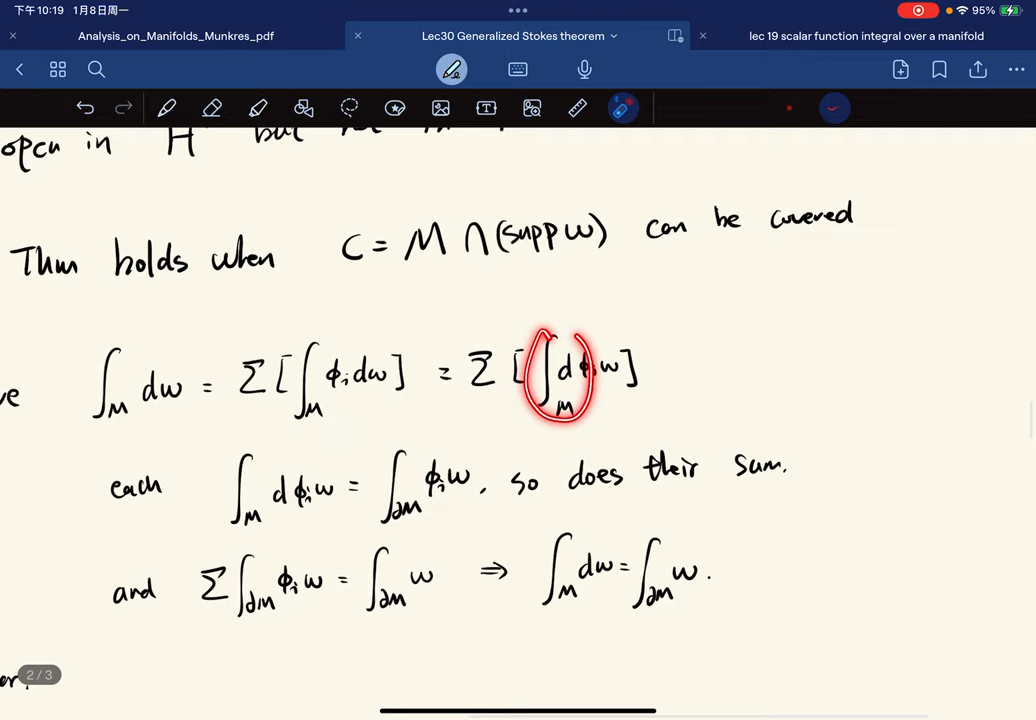 下午10:19 1月8日周一 95%
Analysis_on_Manifolds_Munkres_pdf Lec30 Generalized Stokes theorem lec 19 scalar function integral over a manifold
open in H but
Thm holds when C = M ∩ (supp ω) can be covered
ve ∫_M dω = Σ [∫_M ϕ_i dω] = Σ [∫_M dϕ_i ω]
each ∫_M dϕ_i ω = ∫_∂M ϕ_i ω, so does their sum.
and Σ ∫_∂M ϕ_i ω = ∫_∂M ω ⇒ ∫_M dω = ∫_∂M ω.
2 / 3